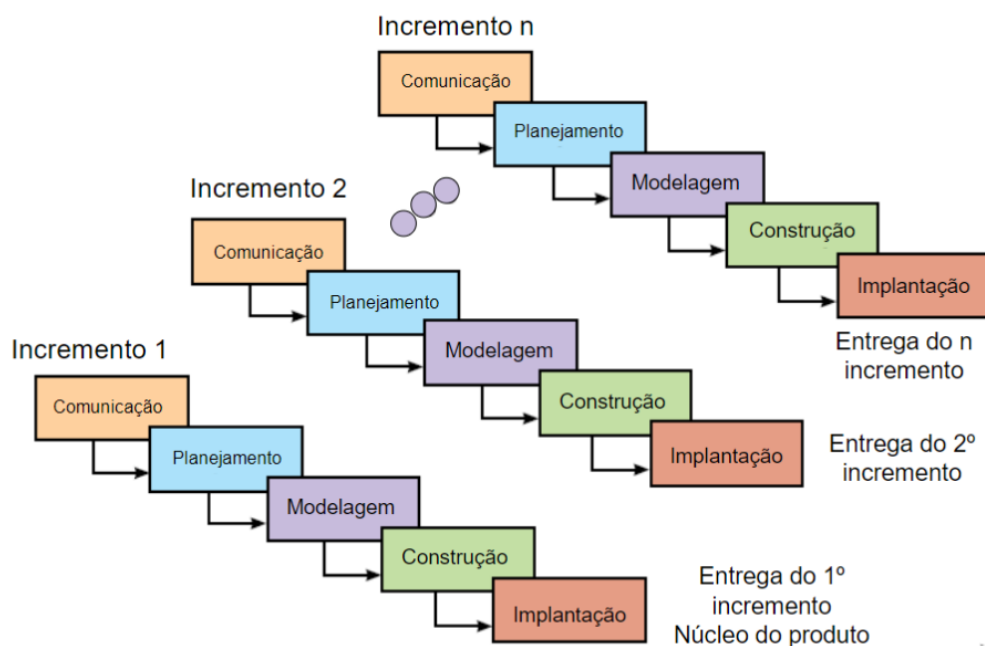 Incremento n
Comunicação
Planejamento
Modelagem
Construção
Implantação
Entrega do n
incremento
Incremento 2
Comunicação
Planejamento
Modelagem
Construção
Implantação
Entrega do 2º
incremento
Incremento 1
Comunicação
Planejamento
Modelagem
Construção
Implantação
Entrega do 1º
incremento
Núcleo do produto